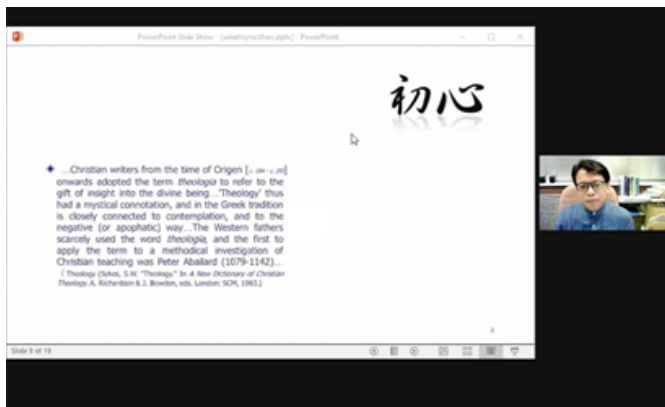 PowerPoint Slide Show - [whatisyroothes.pptx] - PowerPoint
初心
...Christian writers from the time of Origen [c. 184 - c. 253]
onwards adopted the term theologia to refer to the
gift of insight into the divine being...'Theology' thus
had a mystical connotation, and in the Greek tradition
is closely connected to contemplation, and to the
negative (or apophatic) way...The Western fathers
scarcely used the word theologia, and the first to
apply the term to a methodical investigation of
Christian teaching was Peter Abailard (1079-1142)...
( Theology (Sykes, S.W. "Theology." In A New Dictionary of Christian
Theology. A. Richardson & J. Bowden, eds. London: SCM, 1983.)
Slide 8 of 19